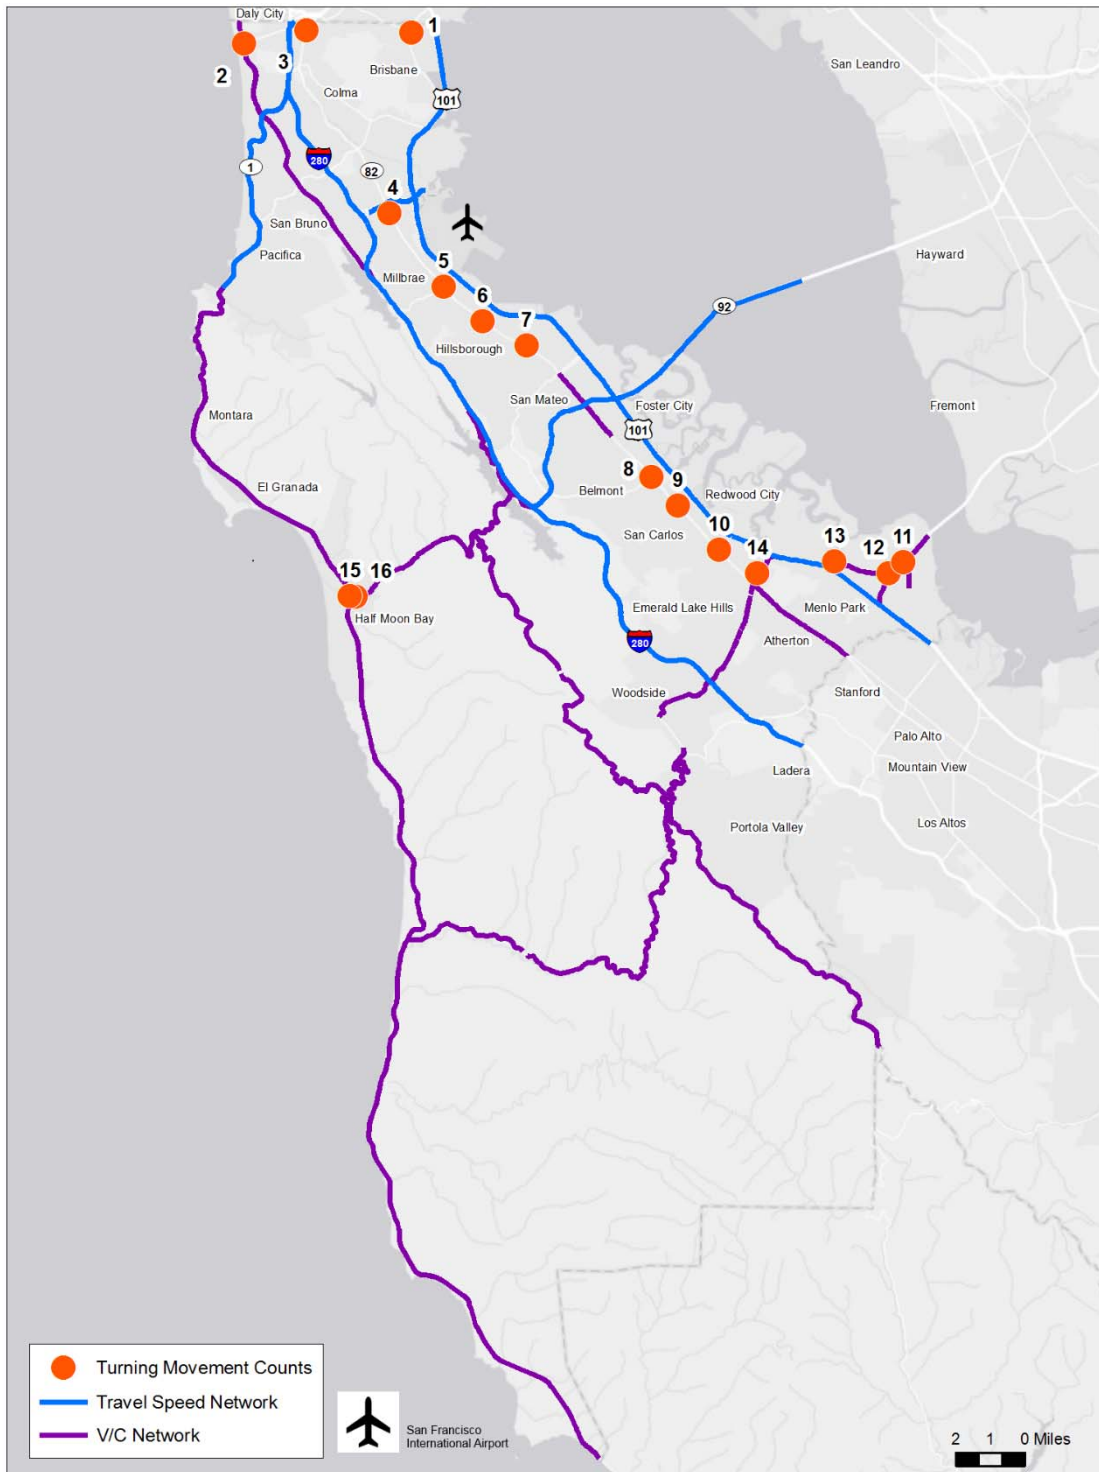 Daly City
1
2
3
Brisbane
San Leandro
Colma
101
280
1
82
4
San Bruno
Pacifica
Hayward
5
Millbrae
6
92
7
Hillsborough
San Mateo
Foster City
Fremont
Montara
101
8
9
Belmont
El Granada
Redwood City
San Carlos
10
13
12
11
14
15
16
Half Moon Bay
Emerald Lake Hills
Menlo Park
280
Atherton
Woodside
Stanford
Palo Alto
Ladera
Mountain View
Portola Valley
Los Altos
Turning Movement Counts
Travel Speed Network
V/C Network
San Francisco
International Airport
2 1 0 Miles